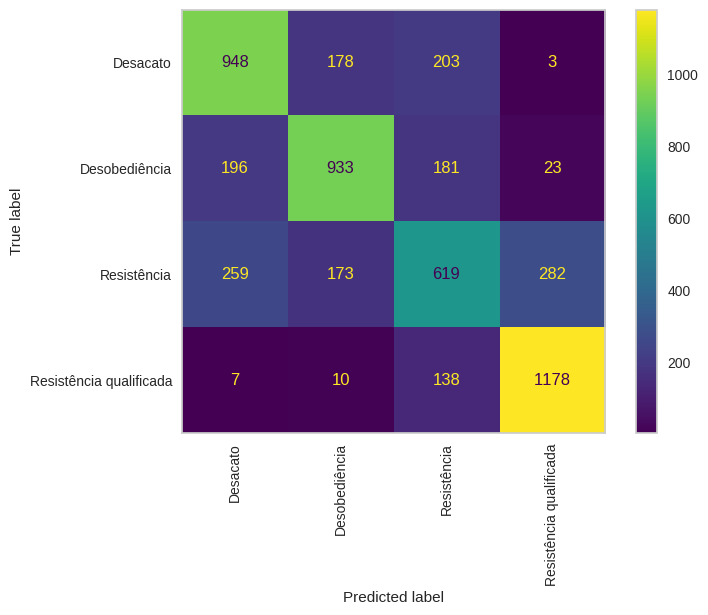 Desacato 948 178 203 3
Desobediência 196 933 181 23
Resistência 259 173 619 282
Resistência qualificada 7 10 138 1178
True label
Desacato
Desobediência
Resistência
Resistência qualificada
Predicted label
1000
800
600
400
200